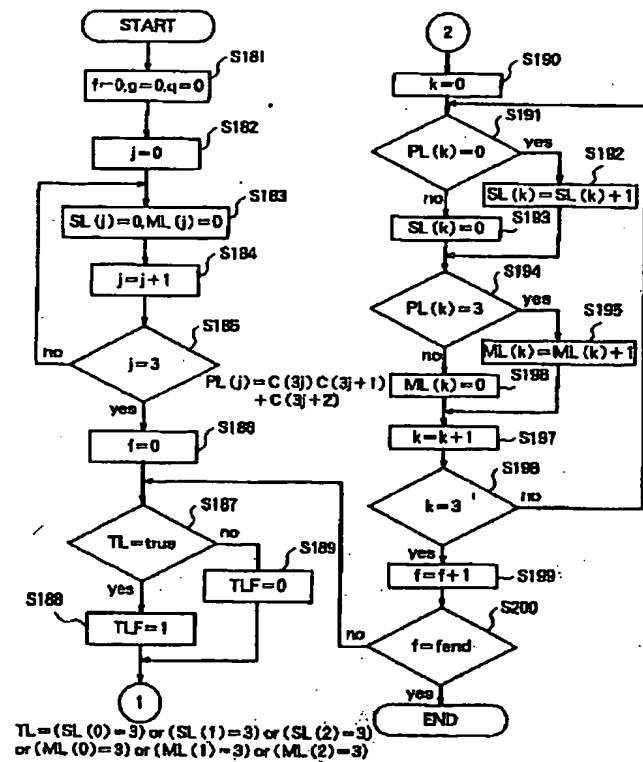 START
S181
f=0,g=0,q=0
S182
j=0
S183
SL(j)=0,ML(j)=0
S184
j=j+1
S186
no
j=3
PL(j)=C(3j)C(3j+1)
+C(3j+2)
yes
S188
f=0
S187
TL=true
no
S189
TLF=0
yes
S188
TLF=1
1
TL=(SL(0)=3) or (SL(1)=3) or (SL(2)=3)
or (ML(0)=3) or (ML(1)=3) or (ML(2)=3)
2
S190
k=0
S191
PL(k)=0
yes
S192
SL(k)=SL(k)+1
no
S193
SL(k)=0
S194
PL(k)=3
yes
S195
ML(k)=ML(k)+1
no
S196
ML(k)=0
k=k+1
S197
S198
k=3
no
yes
f=f+1
S199
S200
no
f=fend
yes
END